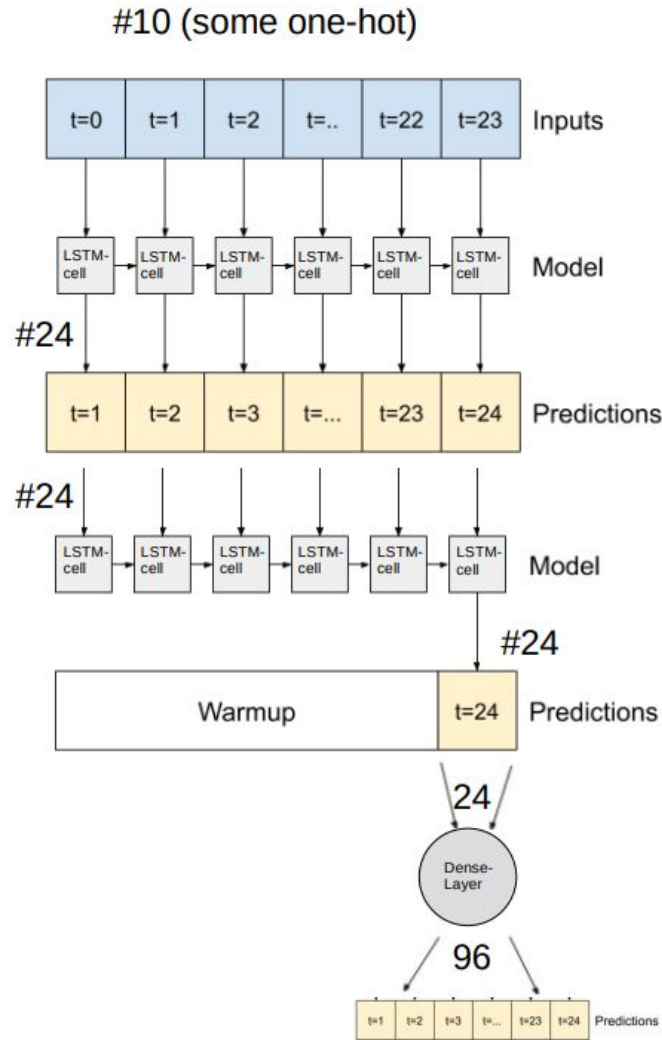 #10 (some one-hot)
t=0 t=1 t=2 t=.. t=22 t=23 Inputs
LSTM- LSTM- LSTM- LSTM- LSTM- LSTM-
cell cell cell cell cell cell
Model
#24
t=1 t=2 t=3 t=... t=23 t=24 Predictions
#24
LSTM- LSTM- LSTM- LSTM- LSTM- LSTM-
cell cell cell cell cell cell
Model
#24
Warmup t=24 Predictions
24
Dense-
Layer
96
t=1 t=2 t=3 t=... t=23 t=24 Predictions